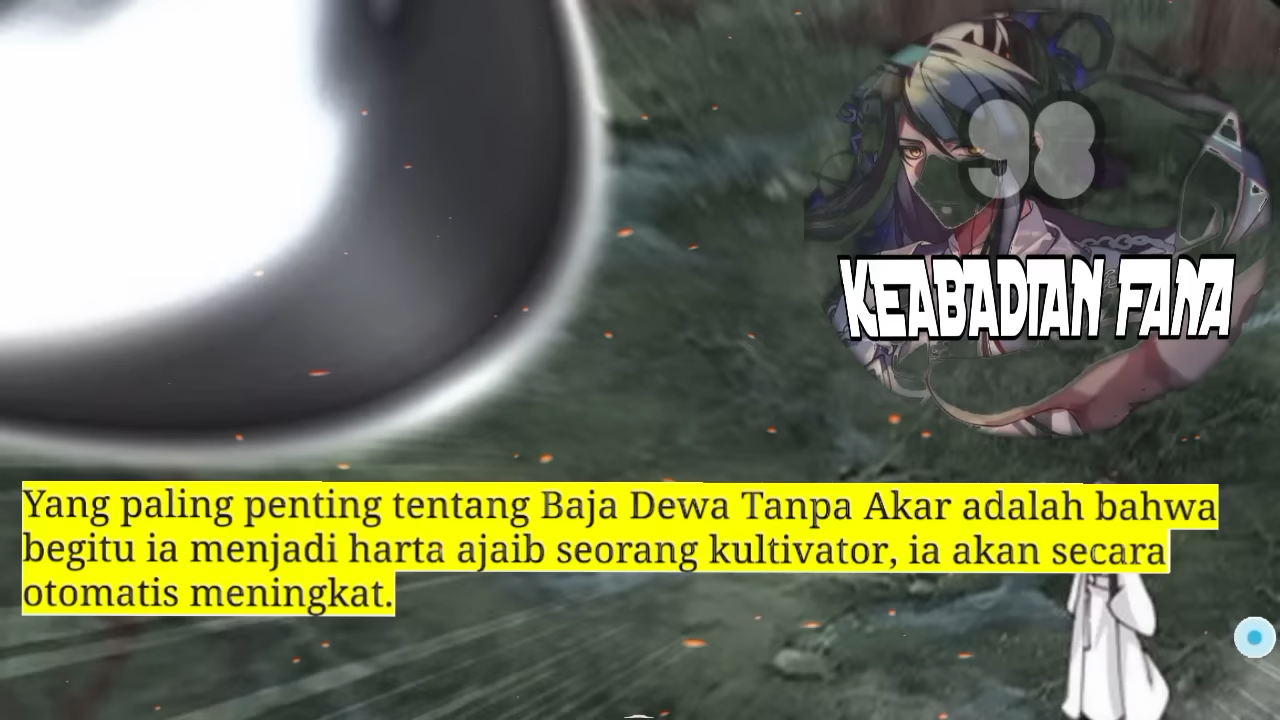 98
KEABADIAN FANA
Yang paling penting tentang Baja Dewa Tanpa Akar adalah bahwa
begitu ia menjadi harta ajaib seorang kultivator, ia akan secara
otomatis meningkat.